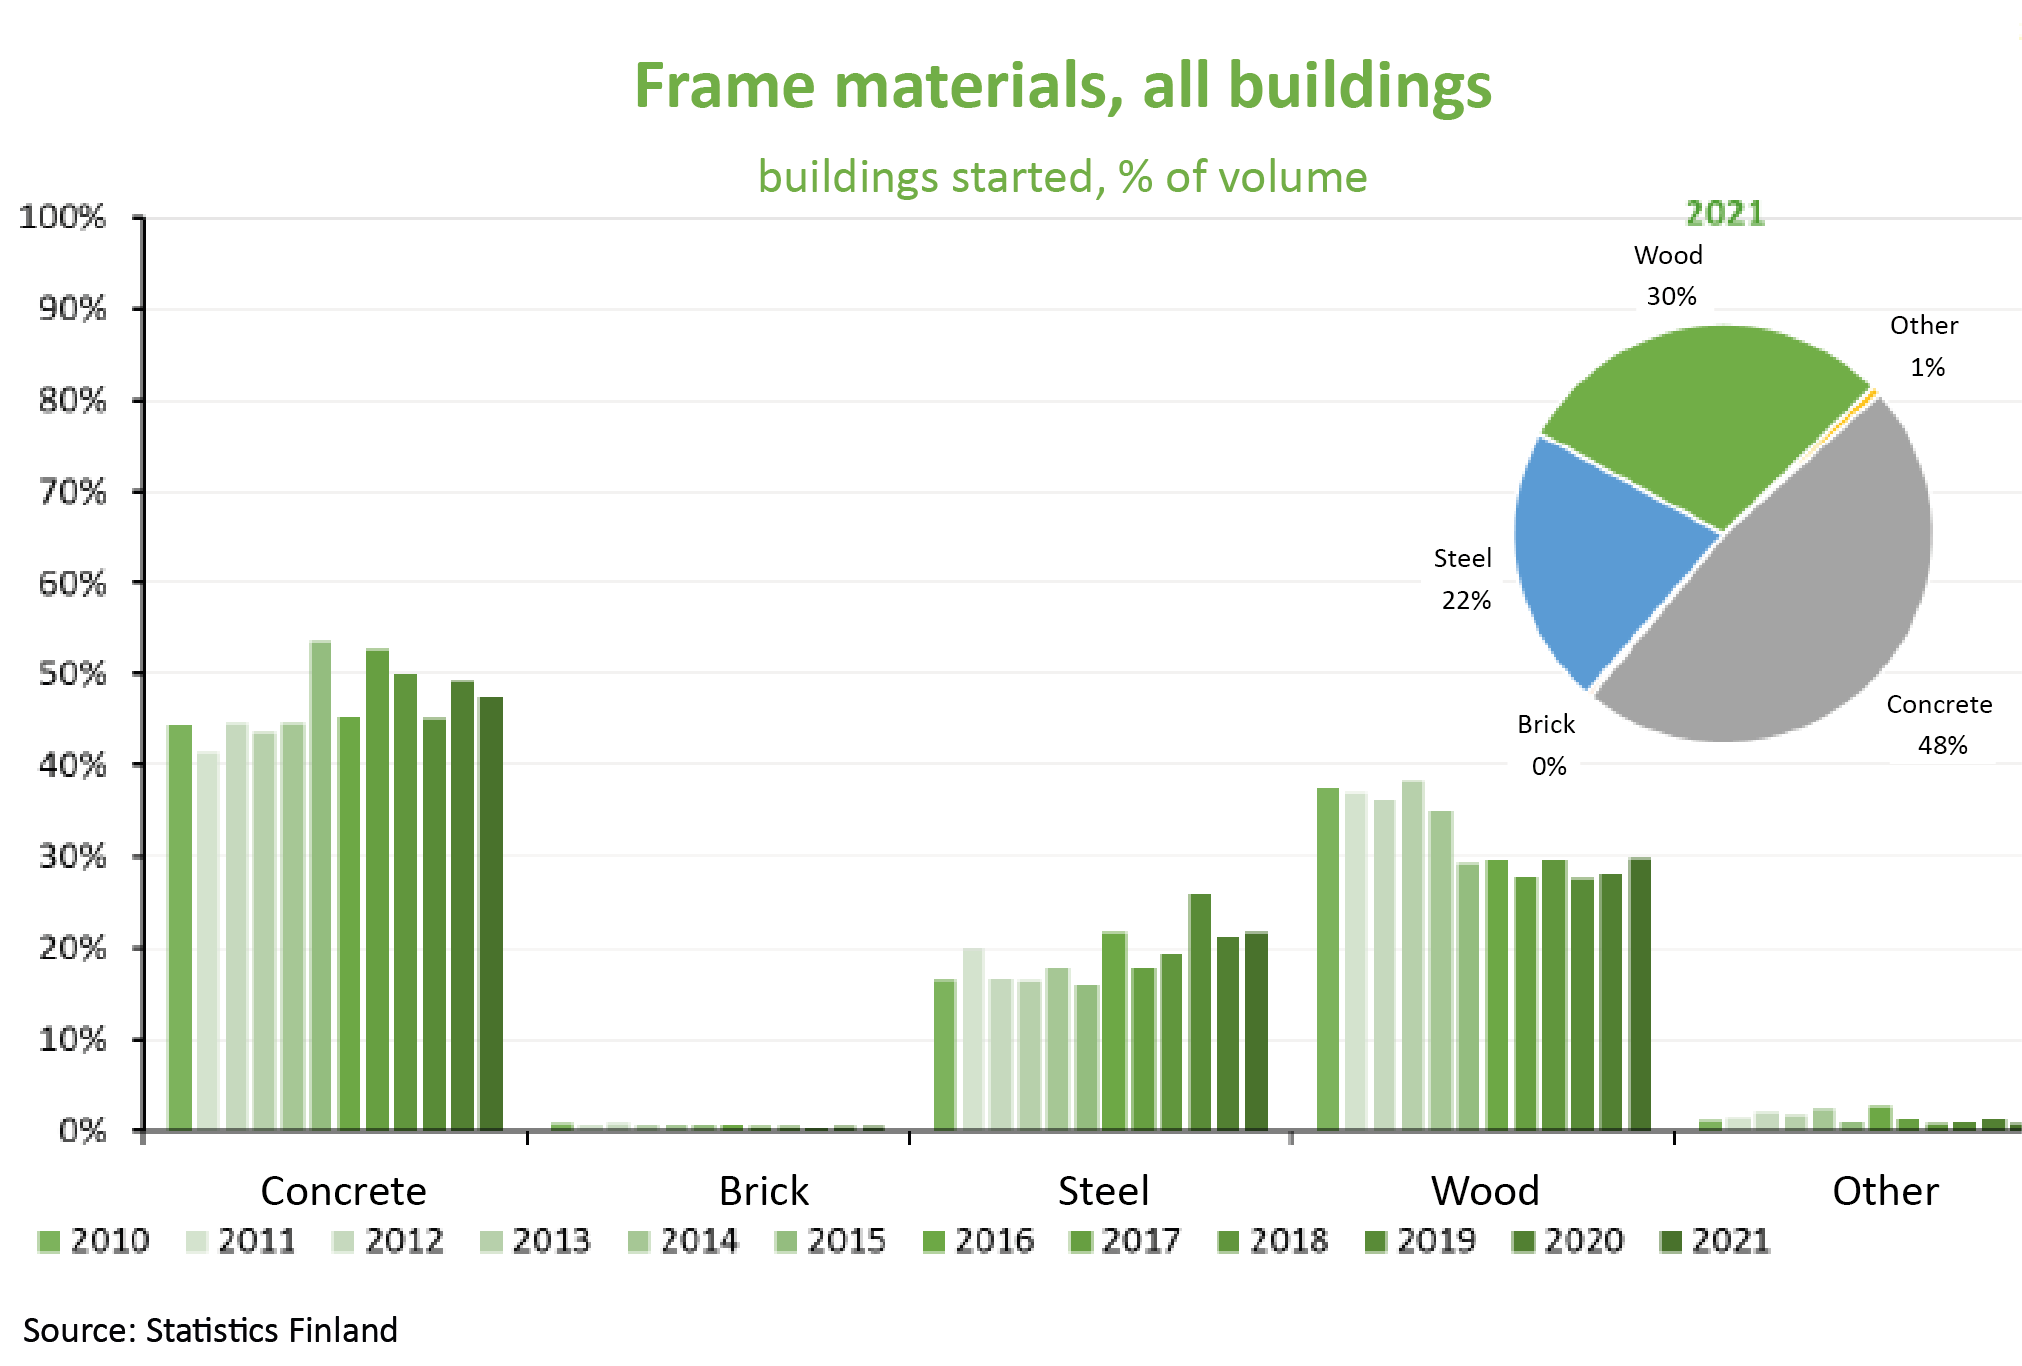 Frame materials, all buildings
buildings started, % of volume
100%
90%
80%
70%
60%
50%
40%
30%
20%
10%
0%
2021
Wood
30%
Other
1%
Steel
22%
Concrete
48%
Brick
0%
Concrete Brick Steel Wood Other
2010 2011 2012 2013 2014 2015 2016 2017 2018 2019 2020 2021
Source: Statistics Finland